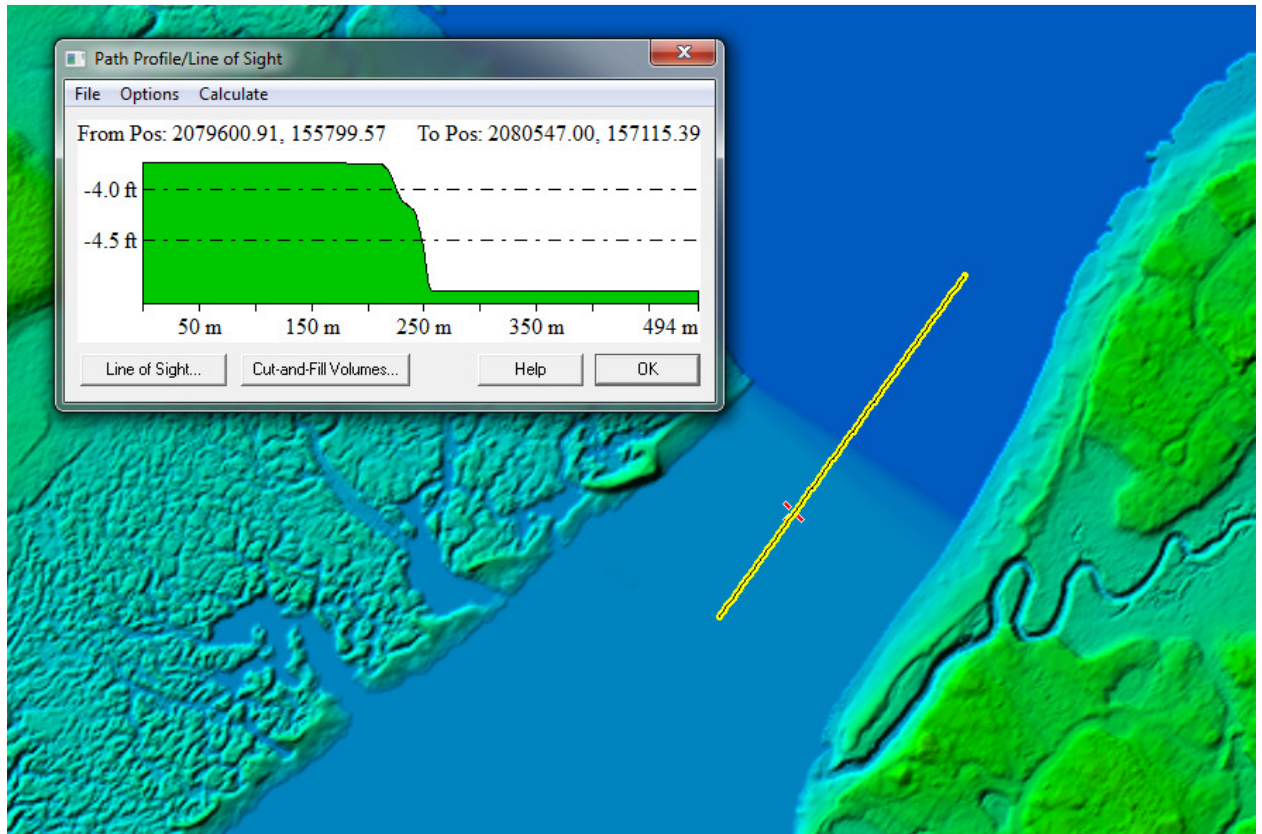 Path Profile/Line of Sight
File Options Calculate
From Pos: 2079600.91, 155799.57 To Pos: 2080547.00, 157115.39
-4.0 ft
-4.5 ft
50 m 150 m 250 m 350 m 494 m
Line of Sight... Cut-and-Fill Volumes... Help OK